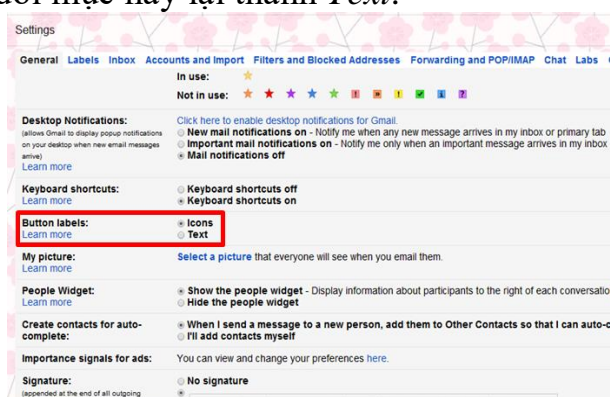 đổi mục này lại thành Text.
Settings
General Labels Inbox Accounts and Import Filters and Blocked Addresses Forwarding and POP/IMAP Chat Labs
In use:
Not in use:
Desktop Notifications:
(allows Gmail to display popup notifications
on your desktop when new email messages
arrive)
Learn more
Click here to enable desktop notifications for Gmail.
New mail notifications on - Notify me when any new message arrives in my inbox or primary tab
Important mail notifications on - Notify me only when an important message arrives in my inbox
Mail notifications off
Keyboard shortcuts:
Learn more
Keyboard shortcuts off
Keyboard shortcuts on
Button labels:
Learn more
Icons
Text
My picture:
Learn more
Select a picture that everyone will see when you email them.
People Widget:
Learn more
Show the people widget - Display information about participants to the right of each conversatio
Hide the people widget
Create contacts for auto-
complete:
When I send a message to a new person, add them to Other Contacts so that I can auto-c
I'll add contacts myself
Importance signals for ads:
You can view and change your preferences here.
Signature:
(appended at the end of all outgoing
No signature